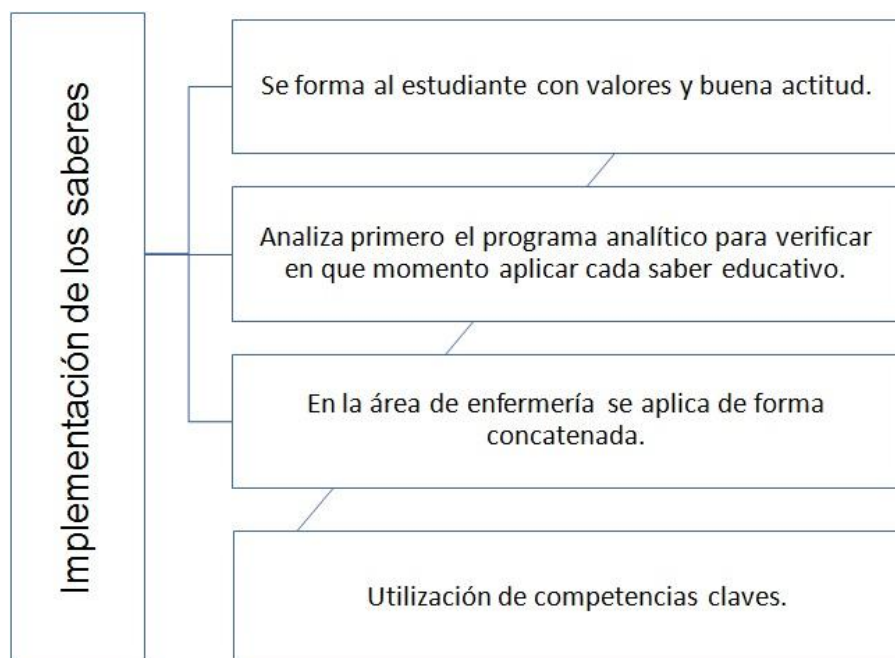 Implementación de los saberes
Se forma al estudiante con valores y buena actitud.
Analiza primero el programa analítico para verificar
en que momento aplicar cada saber educativo.
En la área de enfermería se aplica de forma
concatenada.
Utilización de competencias claves.